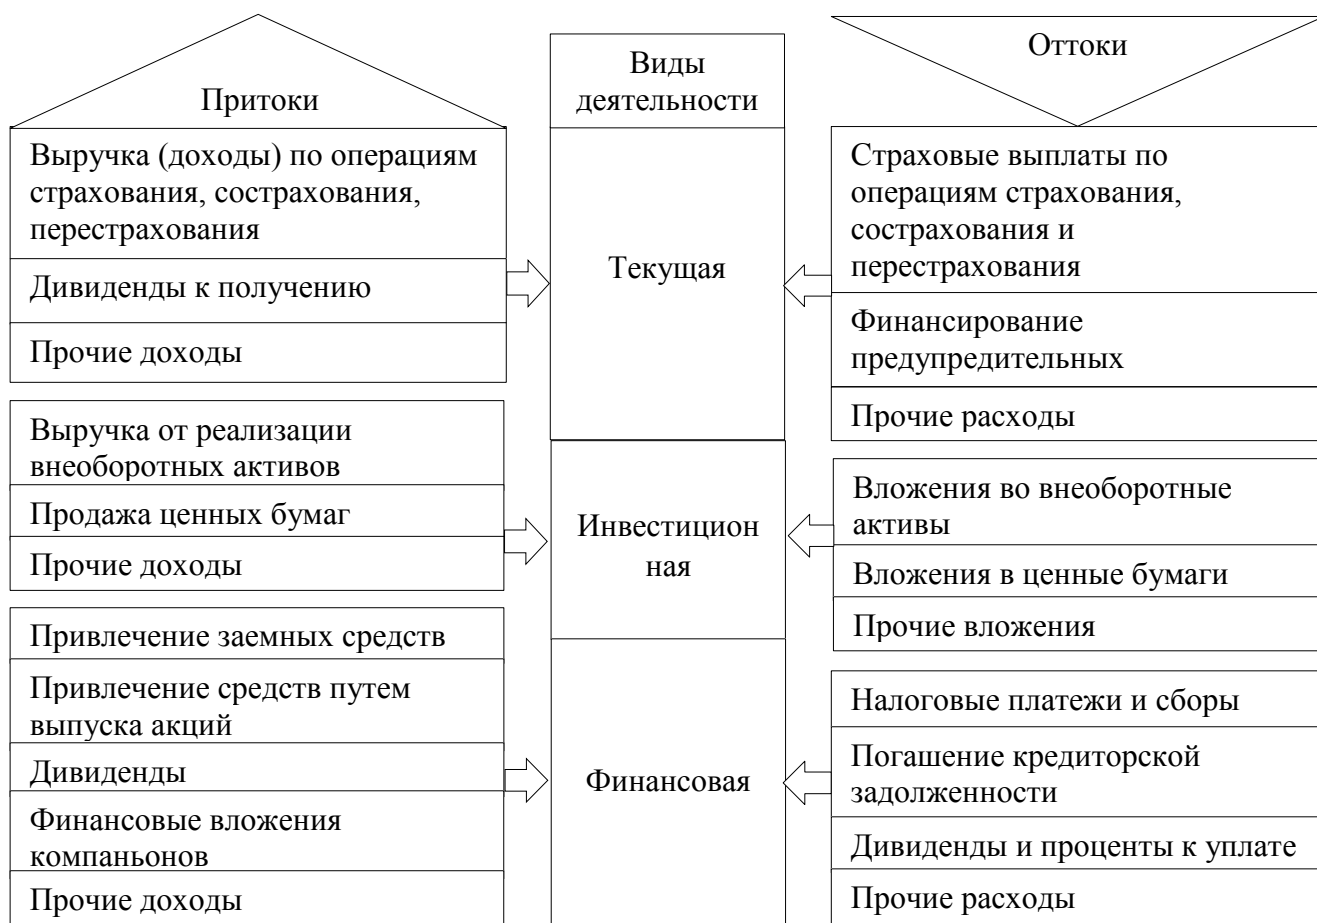 Притоки
Выручка (доходы) по операциям
страхования, сострахования,
перестрахования
Дивиденды к получению
Прочие доходы
Выручка от реализации
внеоборотных активов
Продажа ценных бумаг
Прочие доходы
Привлечение заемных средств
Привлечение средств путем
выпуска акций
Дивиденды
Финансовые вложения
компаньонов
Прочие доходы
Виды
деятельности
Текущая
Инвестицион
ная
Финансовая
Оттоки
Страховые выплаты по
операциям страхования,
сострахования и
перестрахования
Финансирование
предупредительных
Прочие расходы
Вложения во внеоборотные
активы
Вложения в ценные бумаги
Прочие вложения
Налоговые платежи и сборы
Погашение кредиторской
задолженности
Дивиденды и проценты к уплате
Прочие расходы